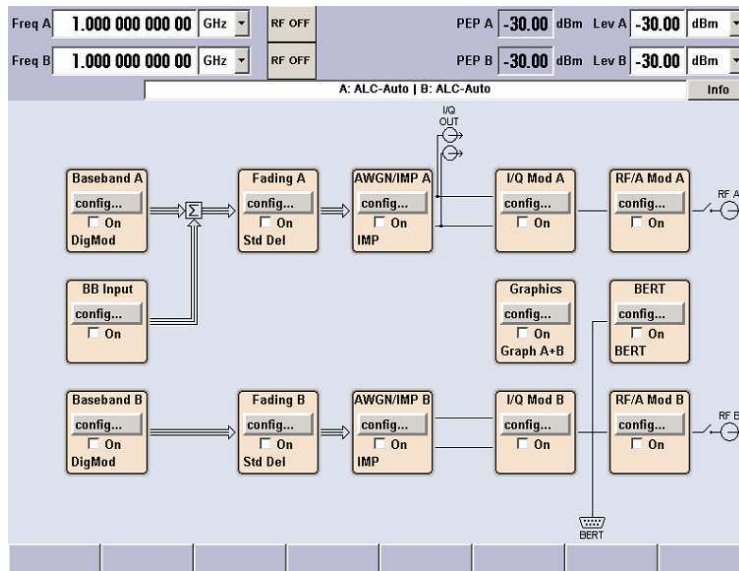 Freq A 1.000 000 000 00 GHz RF OFF PEP A -30.00 dBm Lev A -30.00 dBm
Freq B 1.000 000 000 00 GHz RF OFF PEP B -30.00 dBm Lev B -30.00 dBm
A: ALC-Auto | B: ALC-Auto Info
I/Q
OUT
Baseband A Fading A AWGN/IMP A I/Q Mod A RF/A Mod A
config... config... config... config... config... RF A
On Σ On On On On
DigMod Std Del IMP
BB Input Graphics BERT
config... config... config...
On On On
Graph A+B BERT
Baseband B Fading B AWGN/IMP B I/Q Mod B RF/A Mod B
config... config... config... config... config... RF B
On On On On On
DigMod Std Del IMP
BERT